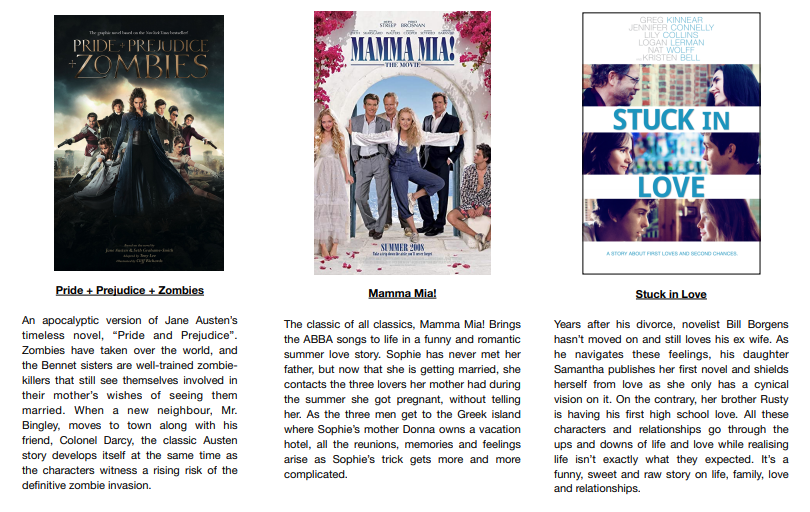 The graphic novel based on the New York Times bestseller!
PRIDE + PREJUDICE
+ZOMBIES
Pride + Prejudice + Zombies
An apocalyptic version of Jane Austen's
timeless novel, “Pride and Prejudice”.
Zombies have taken over the world, and
the Bennet sisters are well-trained zombie-
killers that still see themselves involved in
their mother's wishes of seeing them
married. When a new neighbour, Mr.
Bingley, moves to town along with his
friend, Colonel Darcy, the classic Austen
story develops itself at the same time as
the characters witness a rising risk of the
definitive zombie invasion.
STREEP BROSNAN
MAMMA MIA!
THE MOVIE
SUMMER 2008
Take a trip down the aisle you'll never forget
Mamma Mia!
The classic of all classics, Mamma Mia! Brings
the ABBA songs to life in a funny and romantic
summer love story. Sophie has never met her
father, but now that she is getting married, she
contacts the three lovers her mother had during
the summer she got pregnant, without telling
her. As the three men get to the Greek island
where Sophie's mother Donna owns a vacation
hotel, all the reunions, memories and feelings
arise as Sophie's trick gets more and more
complicated.
GREG KINNEAR
JENNIFER CONNELLY
LILY COLLINS
LOGAN LERMAN
NAT WOLFF
AND KRISTEN BELL
STUCK IN
LOVE
A STORY ABOUT FIRST LOVES AND SECOND CHANCES.
Stuck in Love
Years after his divorce, novelist Bill Borgens
hasn't moved on and still loves his ex wife. As
he navigates these feelings, his daughter
Samantha publishes her first novel and shields
herself from love as she only has a cynical
vision on it. On the contrary, her brother Rusty
is having his first high school love. All these
characters and relationships go through the
ups and downs of life and love while realising
life isn't exactly what they expected. It's a
funny, sweet and raw story on life, family, love
and relationships.